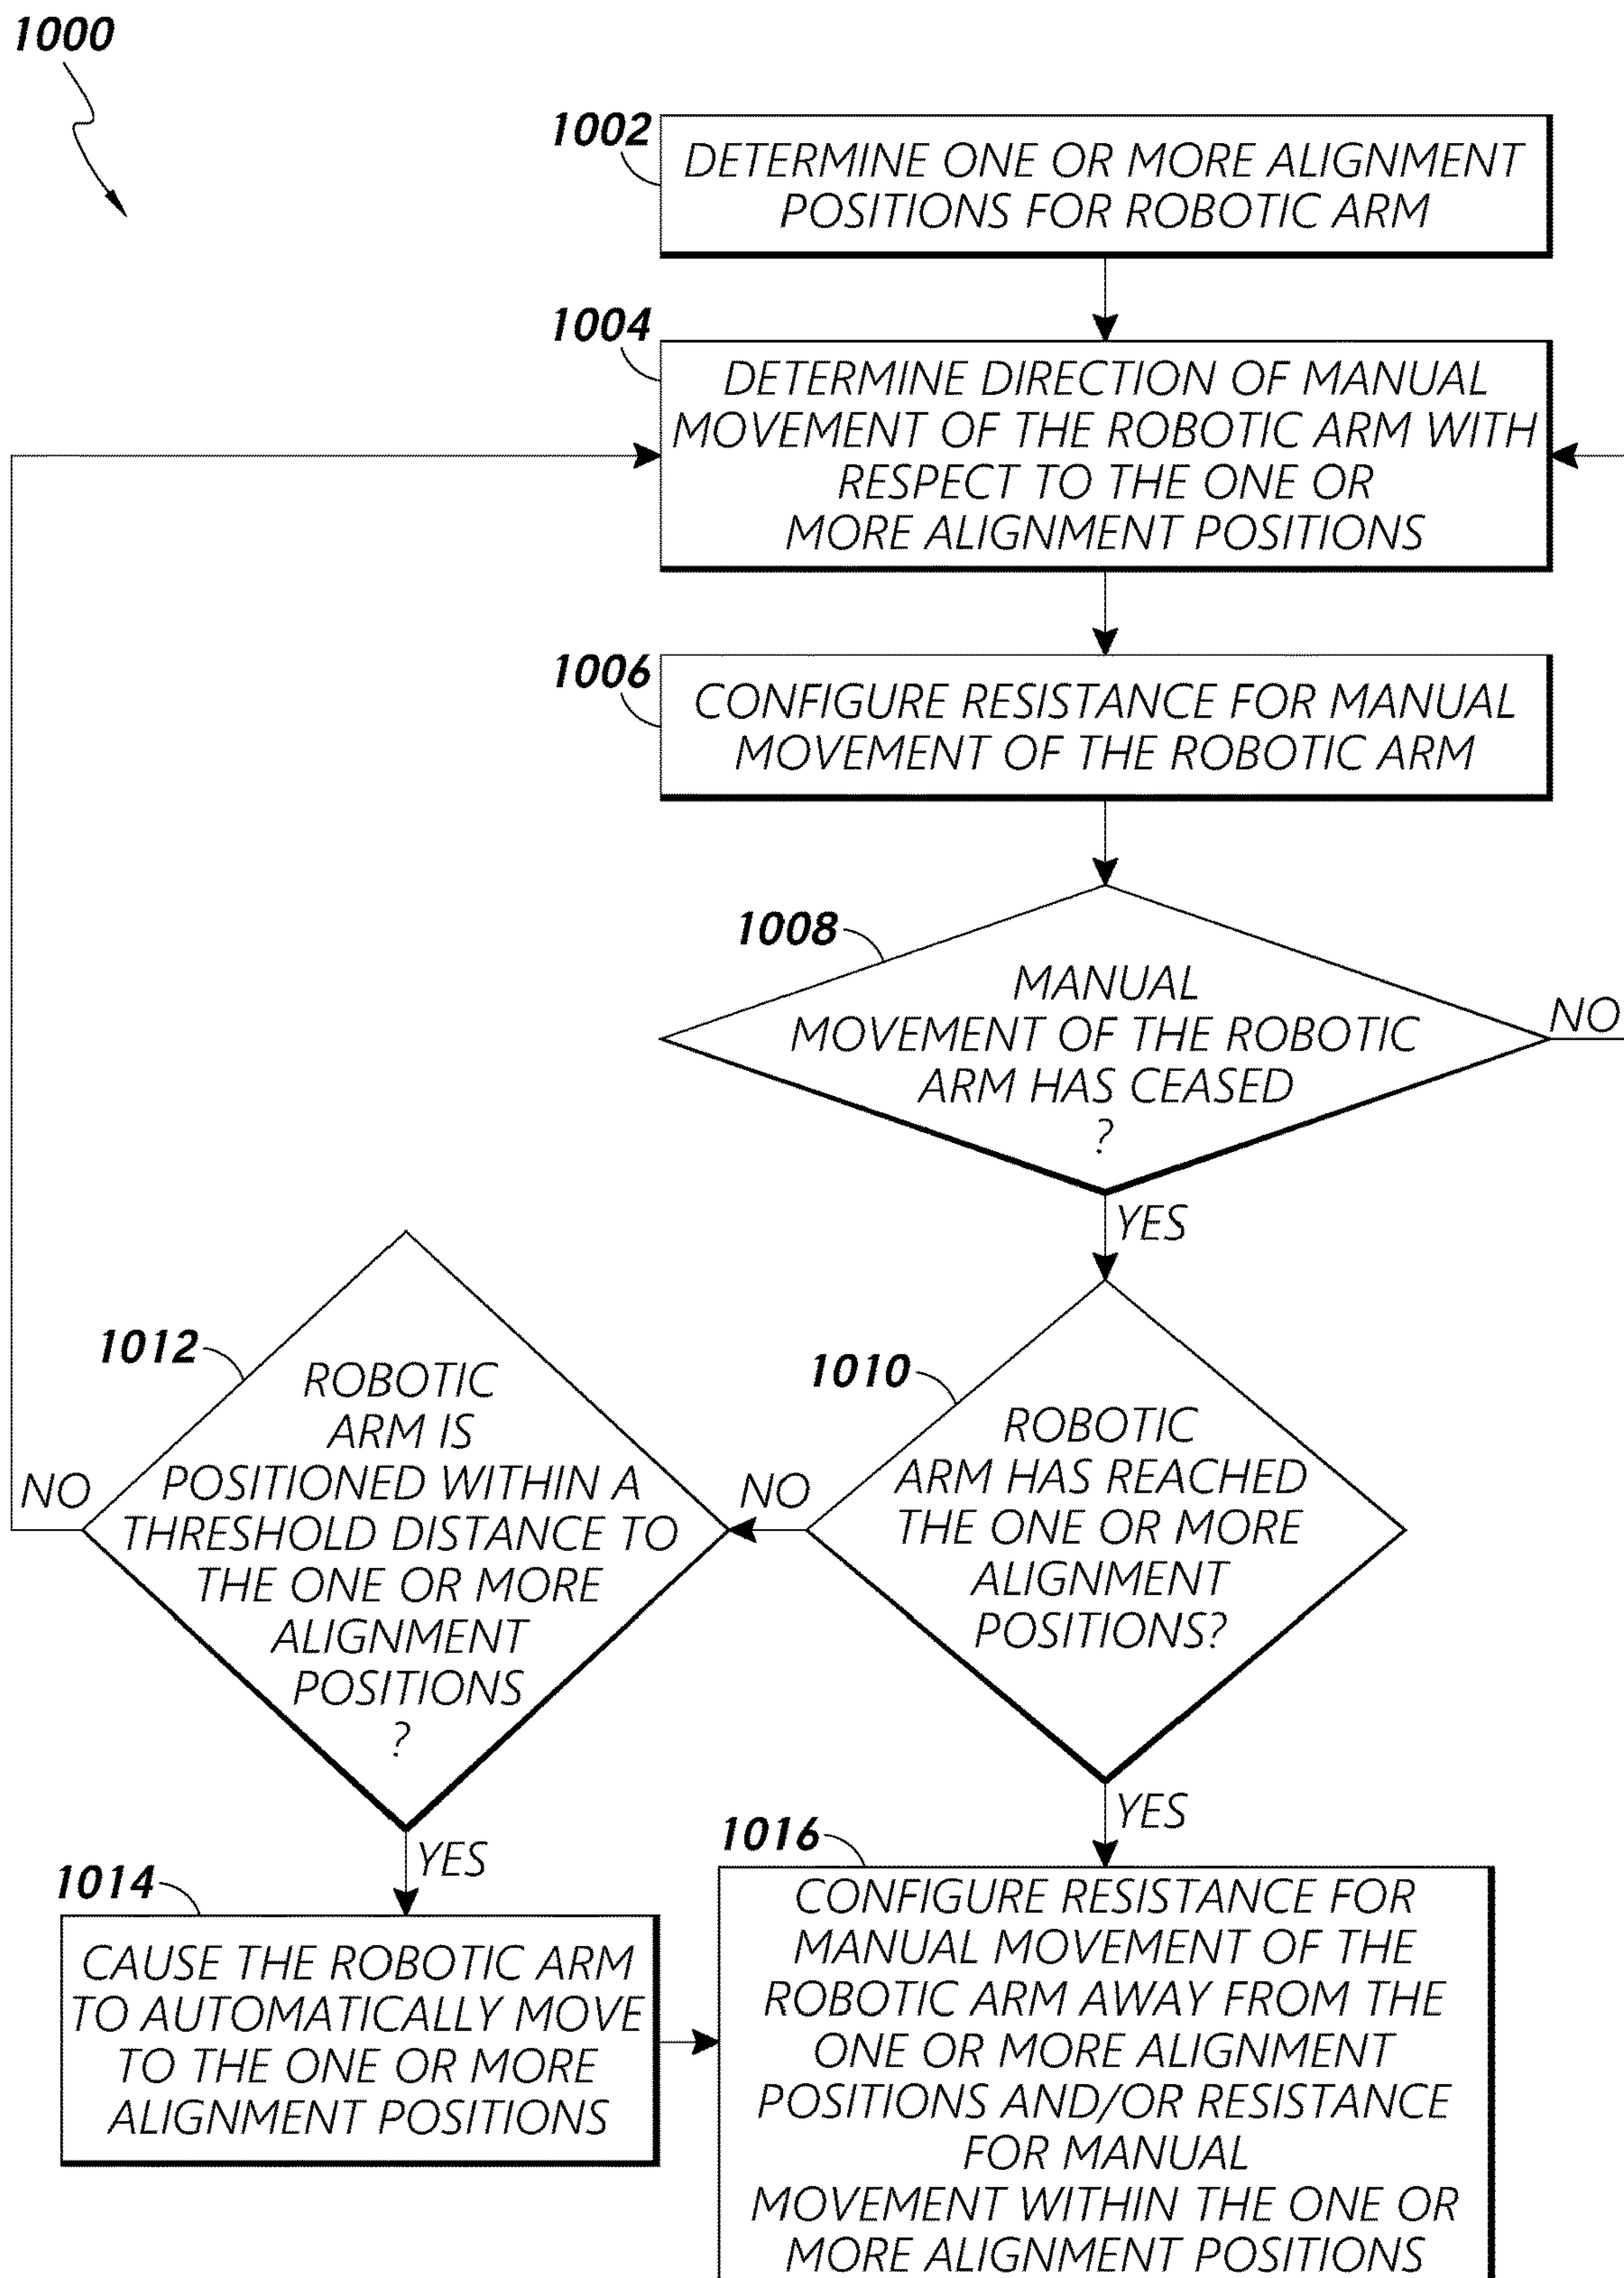 1000
1002
DETERMINE ONE OR MORE ALIGNMENT
POSITIONS FOR ROBOTIC ARM
1004
DETERMINE DIRECTION OF MANUAL
MOVEMENT OF THE ROBOTIC ARM WITH
RESPECT TO THE ONE OR
MORE ALIGNMENT POSITIONS
1006
CONFIGURE RESISTANCE FOR MANUAL
MOVEMENT OF THE ROBOTIC ARM
1008
MANUAL
MOVEMENT OF THE ROBOTIC
ARM HAS CEASED
?
NO
YES
1010
ROBOTIC
ARM HAS REACHED
THE ONE OR MORE
ALIGNMENT
POSITIONS?
NO
YES
1012
ROBOTIC
ARM IS
POSITIONED WITHIN A
THRESHOLD DISTANCE TO
THE ONE OR MORE
ALIGNMENT
POSITIONS
?
NO
YES
1014
CAUSE THE ROBOTIC ARM
TO AUTOMATICALLY MOVE
TO THE ONE OR MORE
ALIGNMENT POSITIONS
1016
CONFIGURE RESISTANCE FOR
MANUAL MOVEMENT OF THE
ROBOTIC ARM AWAY FROM THE
ONE OR MORE ALIGNMENT
POSITIONS AND/OR RESISTANCE
FOR MANUAL
MOVEMENT WITHIN THE ONE OR
MORE ALIGNMENT POSITIONS